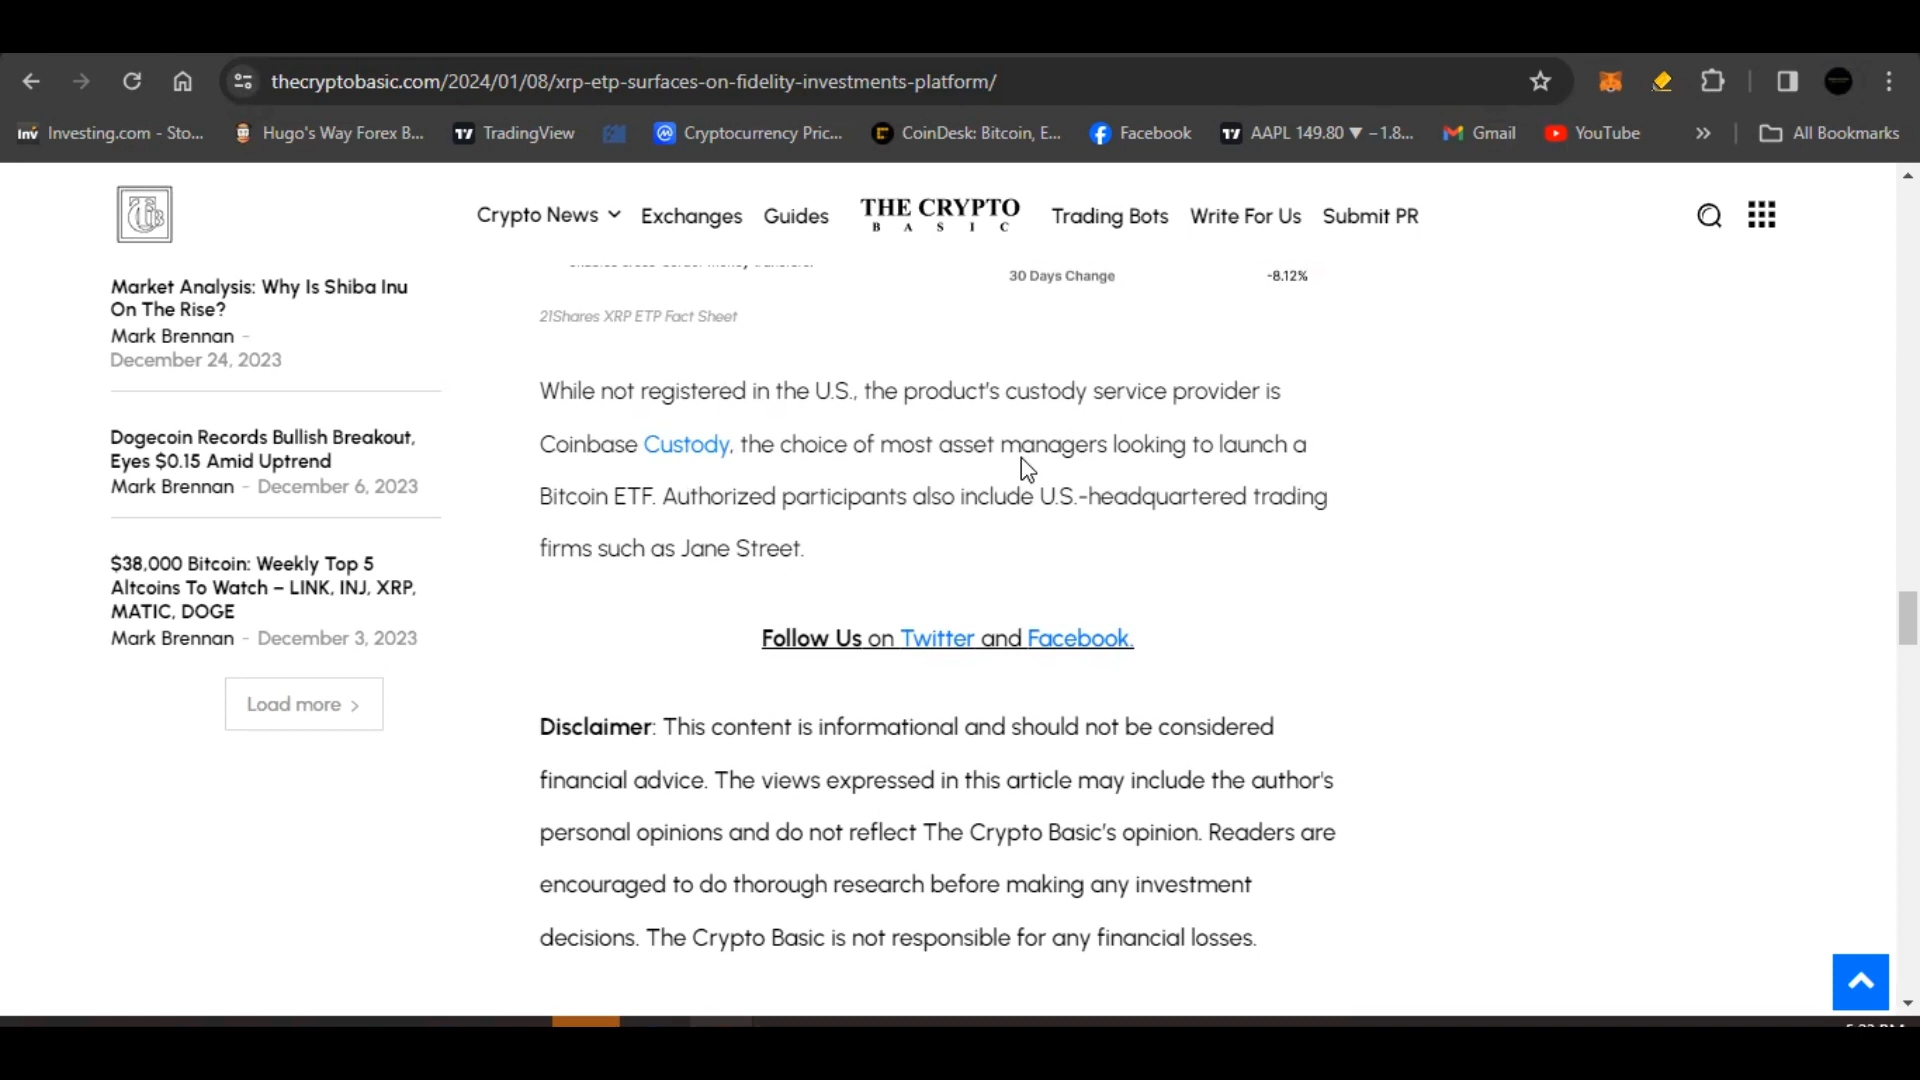 thecryptobasic.com/2024/01/08/xrp-etp-surfaces-on-fidelity-investments-platform/
Investing.com - Sto...
Hugo's Way Forex B...
TradingView
Cryptocurrency Pric...
CoinDesk: Bitcoin, E...
Facebook
AAPL 149.80 ▼ −1.8...
Gmail
YouTube
»
All Bookmarks
Crypto News
Exchanges
Guides
THE CRYPTO
BASIC
Trading Bots
Write For Us
Submit PR
Market Analysis: Why Is Shiba Inu
On The Rise?
Mark Brennan -
December 24, 2023
Dogecoin Records Bullish Breakout,
Eyes $0.15 Amid Uptrend
Mark Brennan - December 6, 2023
$38,000 Bitcoin: Weekly Top 5
Altcoins To Watch – LINK, INJ, XRP,
MATIC, DOGE
Mark Brennan - December 3, 2023
Load more >
30 Days Change -8.12%
21Shares XRP ETP Fact Sheet
While not registered in the U.S., the product's custody service provider is
Coinbase Custody, the choice of most asset managers looking to launch a
Bitcoin ETF. Authorized participants also include U.S.-headquartered trading
firms such as Jane Street.
Follow Us on Twitter and Facebook.
Disclaimer: This content is informational and should not be considered
financial advice. The views expressed in this article may include the author's
personal opinions and do not reflect The Crypto Basic's opinion. Readers are
encouraged to do thorough research before making any investment
decisions. The Crypto Basic is not responsible for any financial losses.